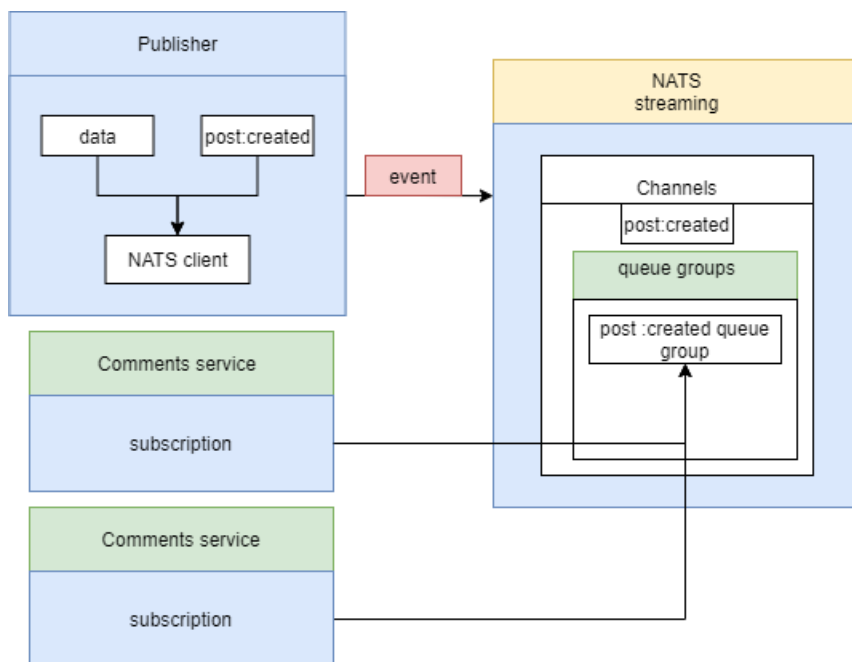 Publisher
data
post:created
NATS client
event
NATS
streaming
Channels
post:created
queue groups
post :created queue
group
Comments service
subscription
Comments service
subscription